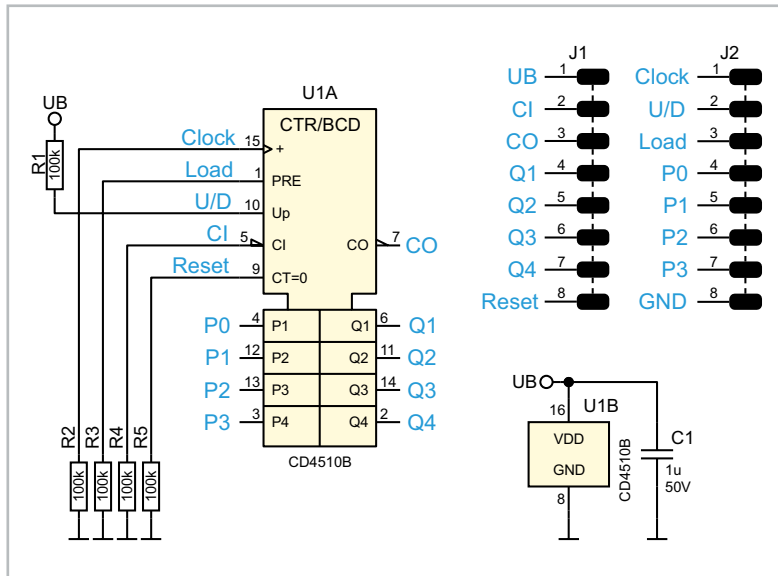 UB
R1
100k
U1A
CTR/BCD
Clock 15 +
Load 1 PRE
U/D 10 Up
CI 5 CI CO 7 CO
Reset 9 CT=0
P0 4 P1 Q1 6 Q1
P1 12 P2 Q2 11 Q2
P2 13 P3 Q3 14 Q3
P3 3 P4 Q4 2 Q4
CD4510B
R2
100k
R3
100k
R4
100k
R5
100k
J1
UB 1
CI 2
CO 3
Q1 4
Q2 5
Q3 6
Q4 7
Reset 8
J2
Clock 1
U/D 2
Load 3
P0 4
P1 5
P2 6
P3 7
GND 8
UB
16
U1B
VDD
GND
8
CD4510B
C1
1u
50V